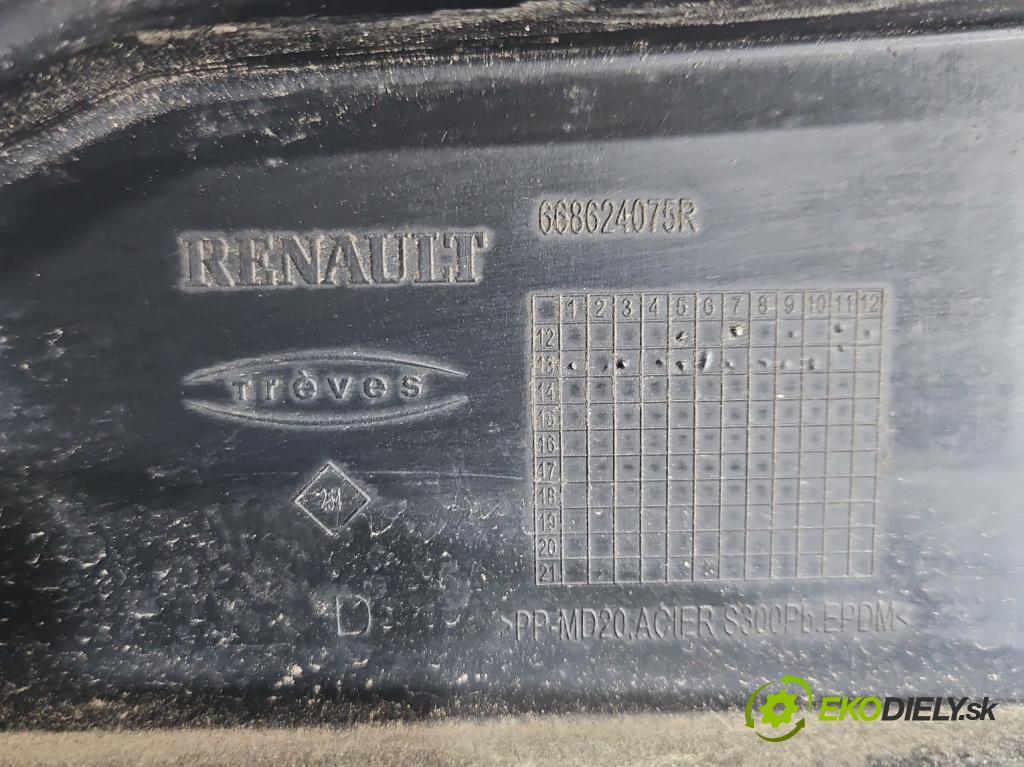 668624075R
RENAULT
Trèves
1 2 3 4 5 6 7 8 9 10 11 12
12
13
14
15
16
17
18
19
20
21
D
>PP-MD20,ACIER S300Pb.EPDM<
EKODIELY.sk